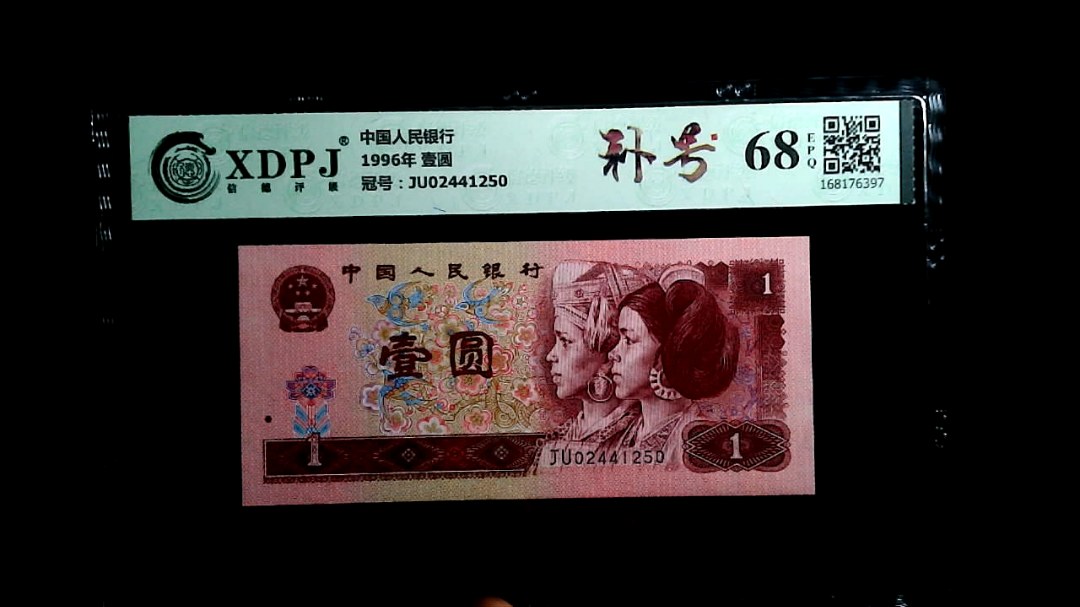 XDPJ®
信德评级
中国人民银行
1996年 壹圆
冠号：JU02441250
补号
68
EPQ
168176397
中国人民银行
1
壹圆
1
JU02441250
1